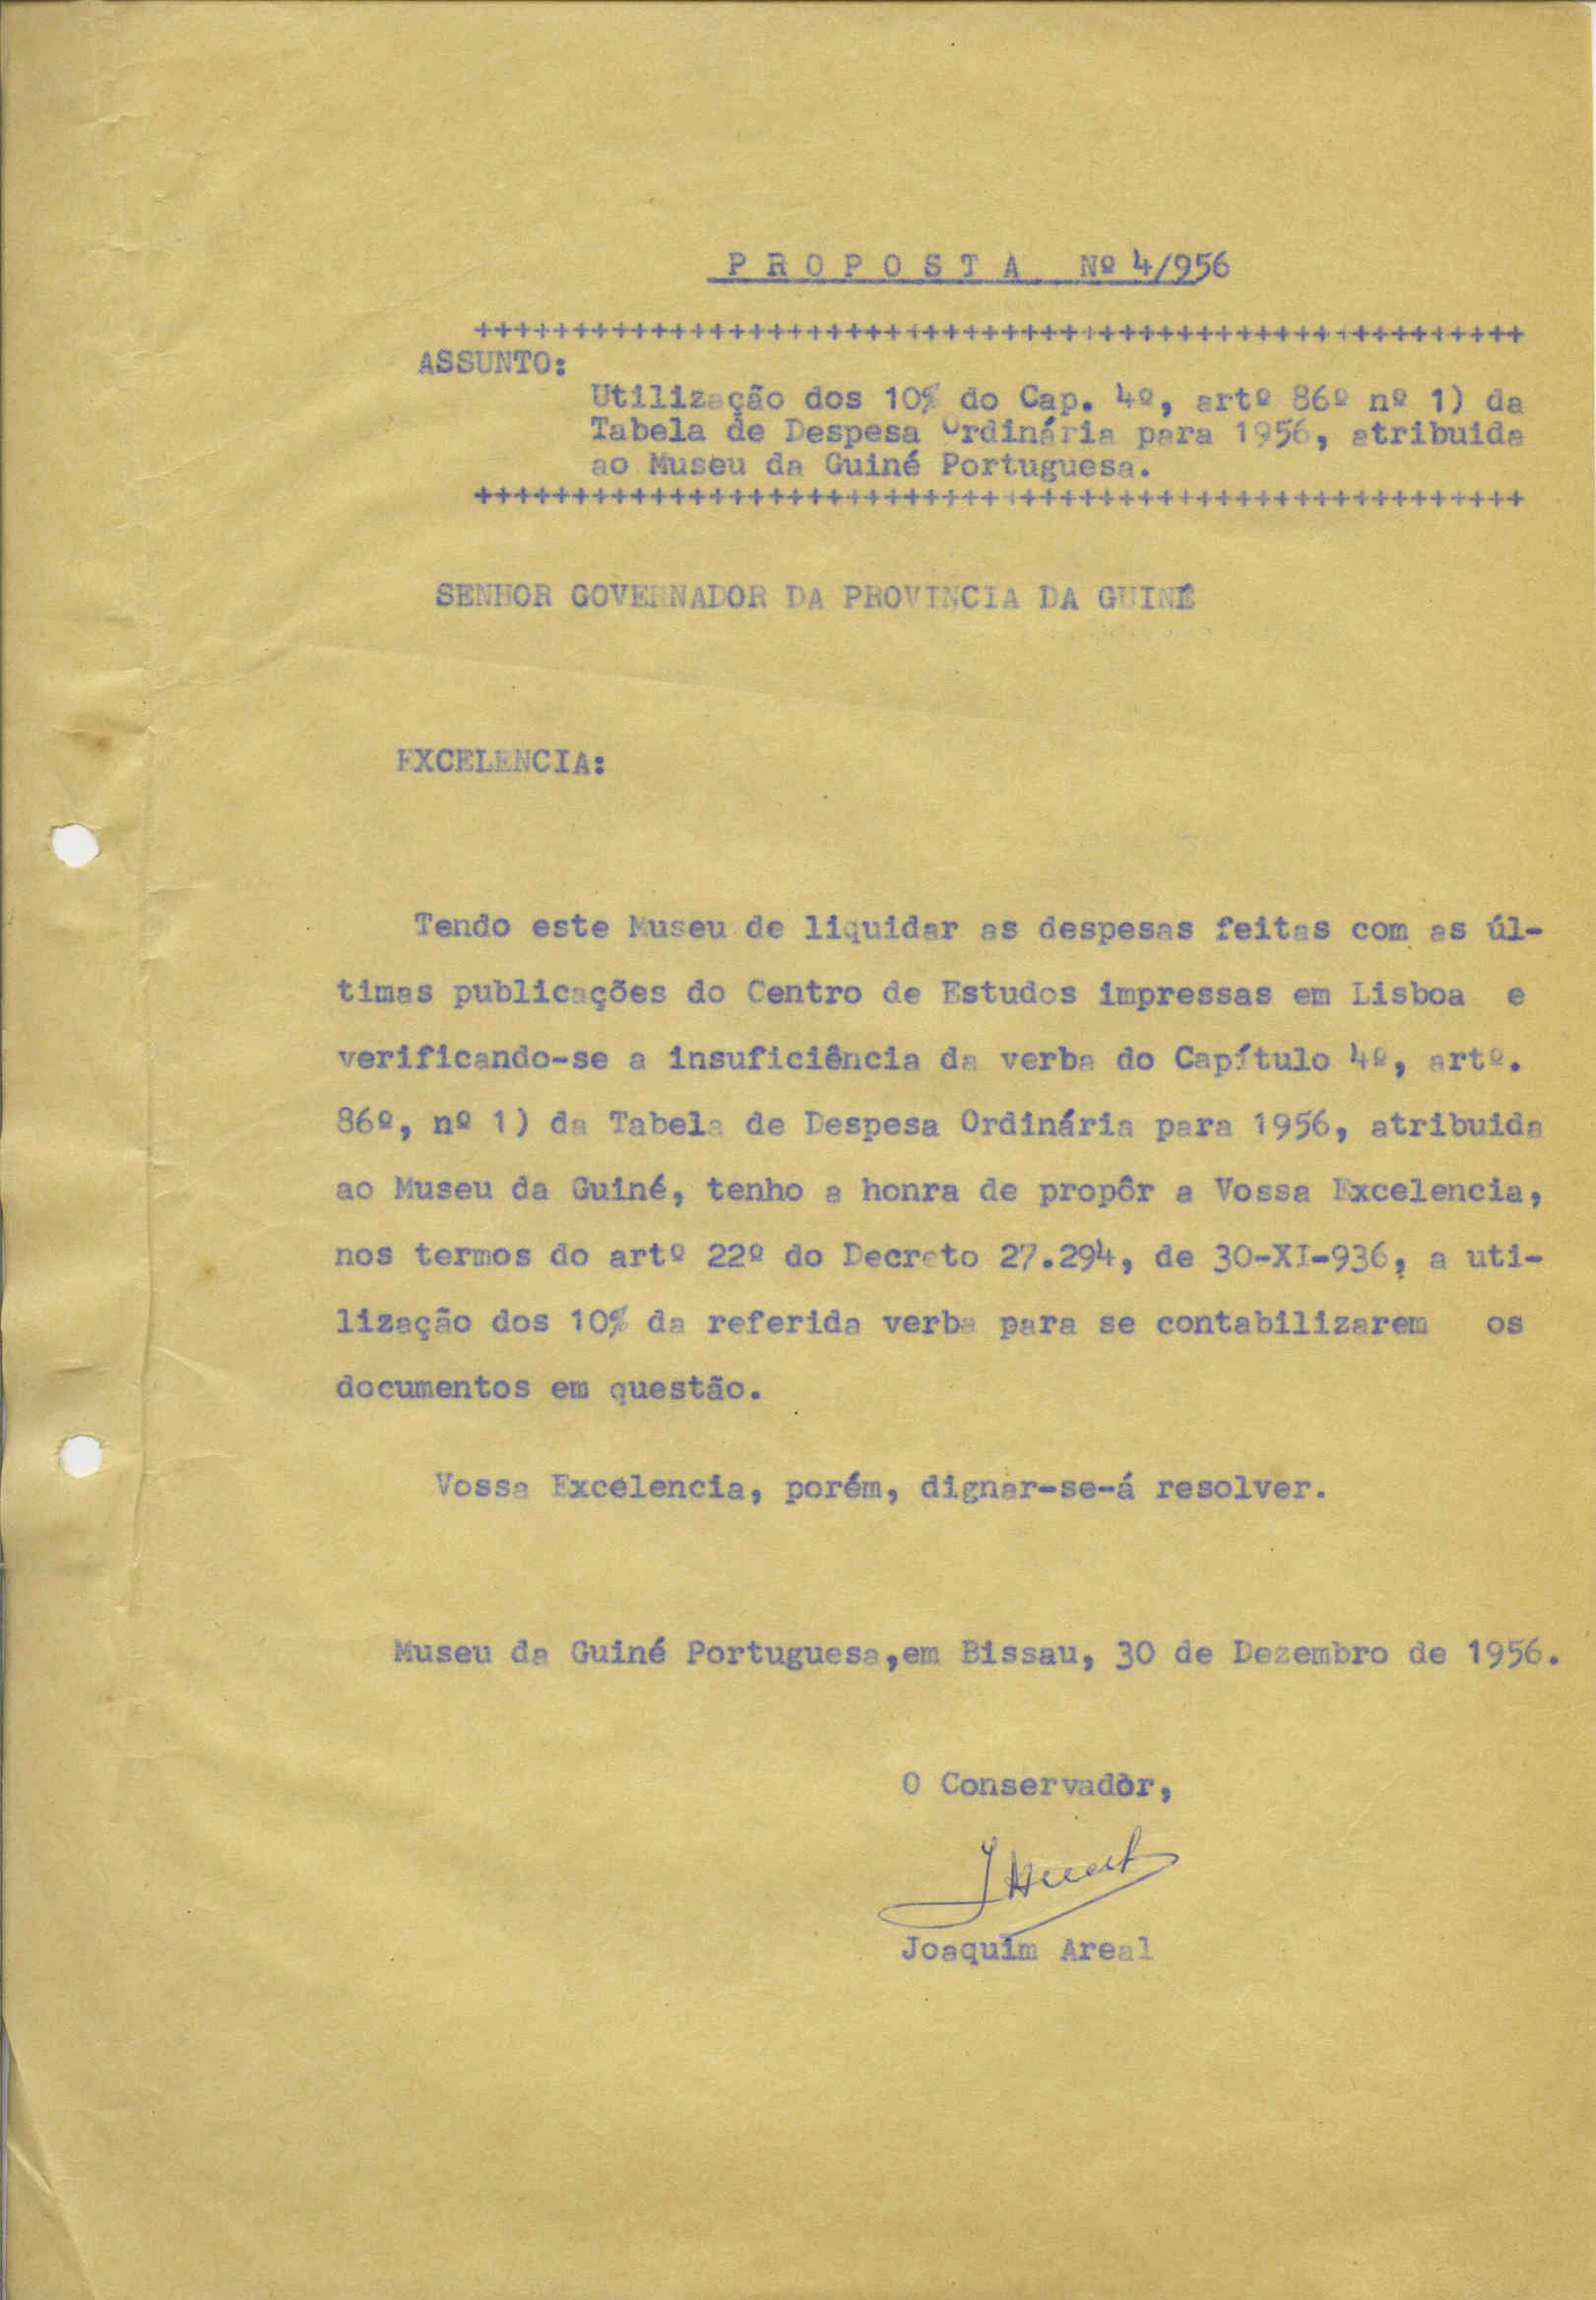 PROPOSTA Nº 4/956
+++++++++++++++++++++++++++++++++++++++++++++++++++++
ASSUNTO:
Utilização dos 10% do Cap. 4º, artº 86º nº 1) da
Tabela de Despesa Ordinária para 1956, atribuida
ao Museu da Guiné Portuguesa.
+++++++++++++++++++++++++++++++++++++++++++++++++++++
SENHOR GOVERNADOR DA PROVINCIA DA GUINÉ
EXCELENCIA:
Tendo este Museu de liquidar as despesas feitas com as úl-
timas publicações do Centro de Estudos impressas em Lisboa e
verificando-se a insuficiência da verba do Capítulo 4º, artº.
86º, nº 1) da Tabela de Despesa Ordinária para 1956, atribuida
ao Museu da Guiné, tenho a honra de propôr a Vossa Excelencia,
nos termos do artº 22º do Decreto 27.294, de 30-XI-936, a uti-
lização dos 10% da referida verba para se contabilizarem os
documentos em questão.
Vossa Excelencia, porém, dignar-se-á resolver.
Museu da Guiné Portuguesa,em Bissau, 30 de Dezembro de 1956.
O Conservadòr,
Joaquim Areal